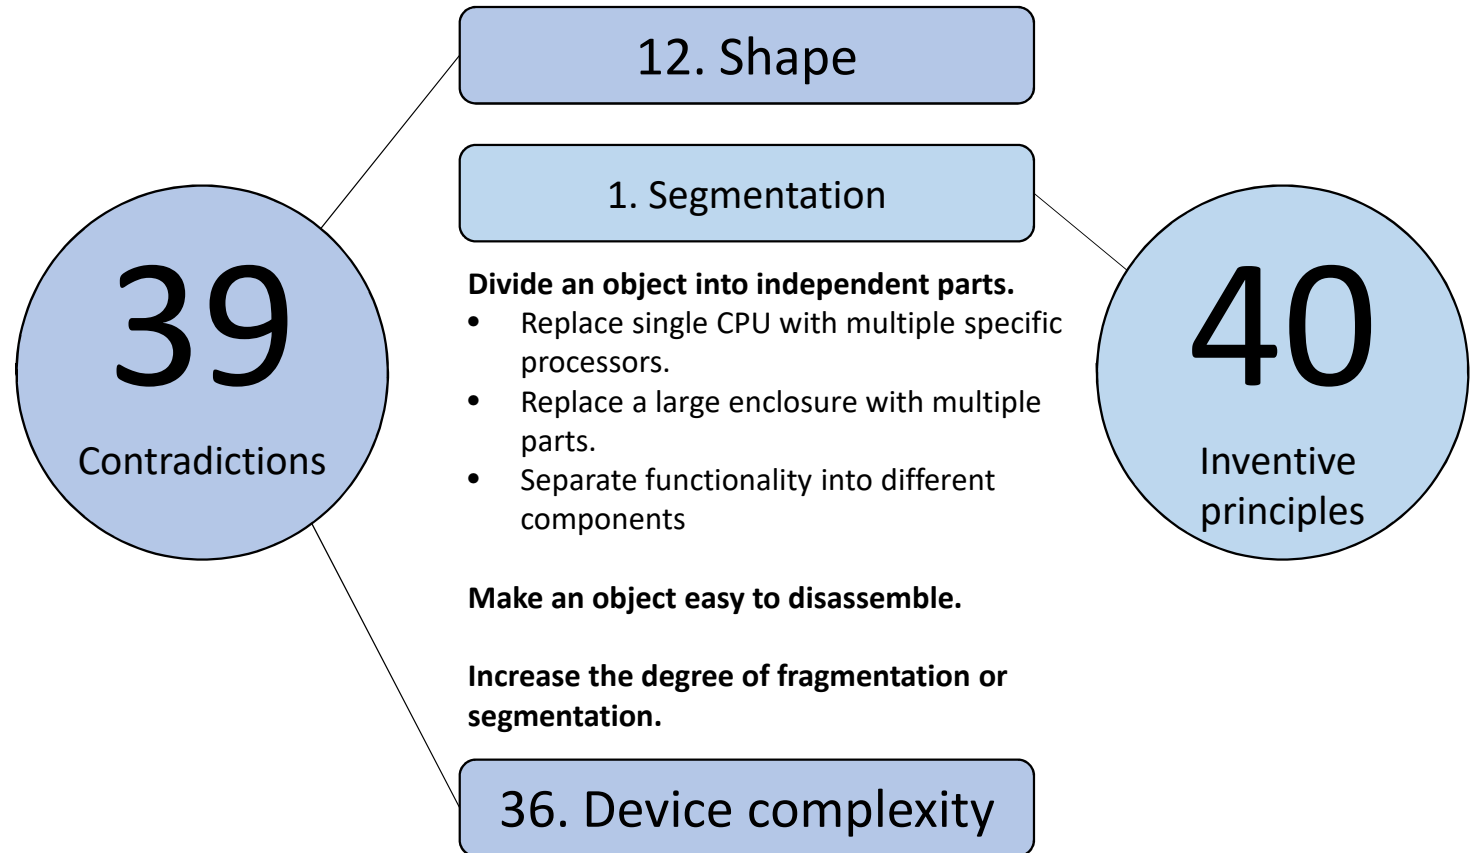 12. Shape
1. Segmentation
39
Contradictions
Divide an object into independent parts.
• Replace single CPU with multiple specific
processors.
• Replace a large enclosure with multiple
parts.
• Separate functionality into different
components
Make an object easy to disassemble.
Increase the degree of fragmentation or
segmentation.
40
Inventive
principles
36. Device complexity